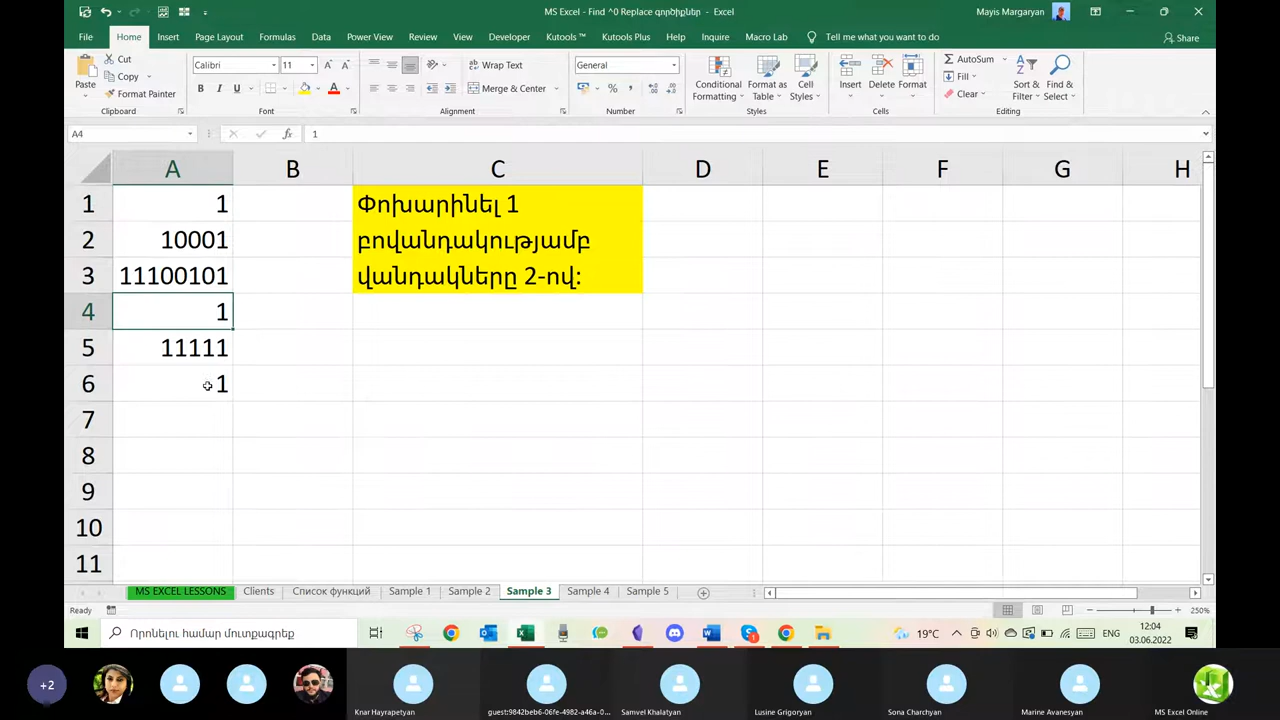 MS Excel - Find ^0 Replace գործիքներ - Excel
Mayis Margaryan
File Home Insert Page Layout Formulas Data Power View Review View Developer Kutools ™ Kutools Plus Help Inquire Macro Lab Tell me what you want to do Share
Paste
Cut
Copy
Format Painter
Clipboard
Calibri 11
B I U
Font
Wrap Text
Merge & Center
Alignment
General
%
Number
Conditional Formatting
Format as Table
Cell Styles
Styles
Insert Delete Format
Cells
AutoSum
Fill
Clear
Sort & Filter
Find & Select
Editing
A4 fx 1
A B C D E F G H
1 1 Փոխարինել 1
2 10001 բովանդակությամբ
3 11100101 վանդակները 2-ով:
4 1
5 11111
6 1
7
8
9
10
11
MS EXCEL LESSONS Clients Список функций Sample 1 Sample 2 Sample 3 Sample 4 Sample 5
Ready 250%
Որոնելու համար մուտքագրեք
19°C ENG 12:04
03.06.2022
+2
Knar Hayrapetyan guest:9842beb6-06fe-4982-a46a-0... Samvel Khalatyan Lusine Grigoryan Sona Charchyan Marine Avanesyan MS Excel Online